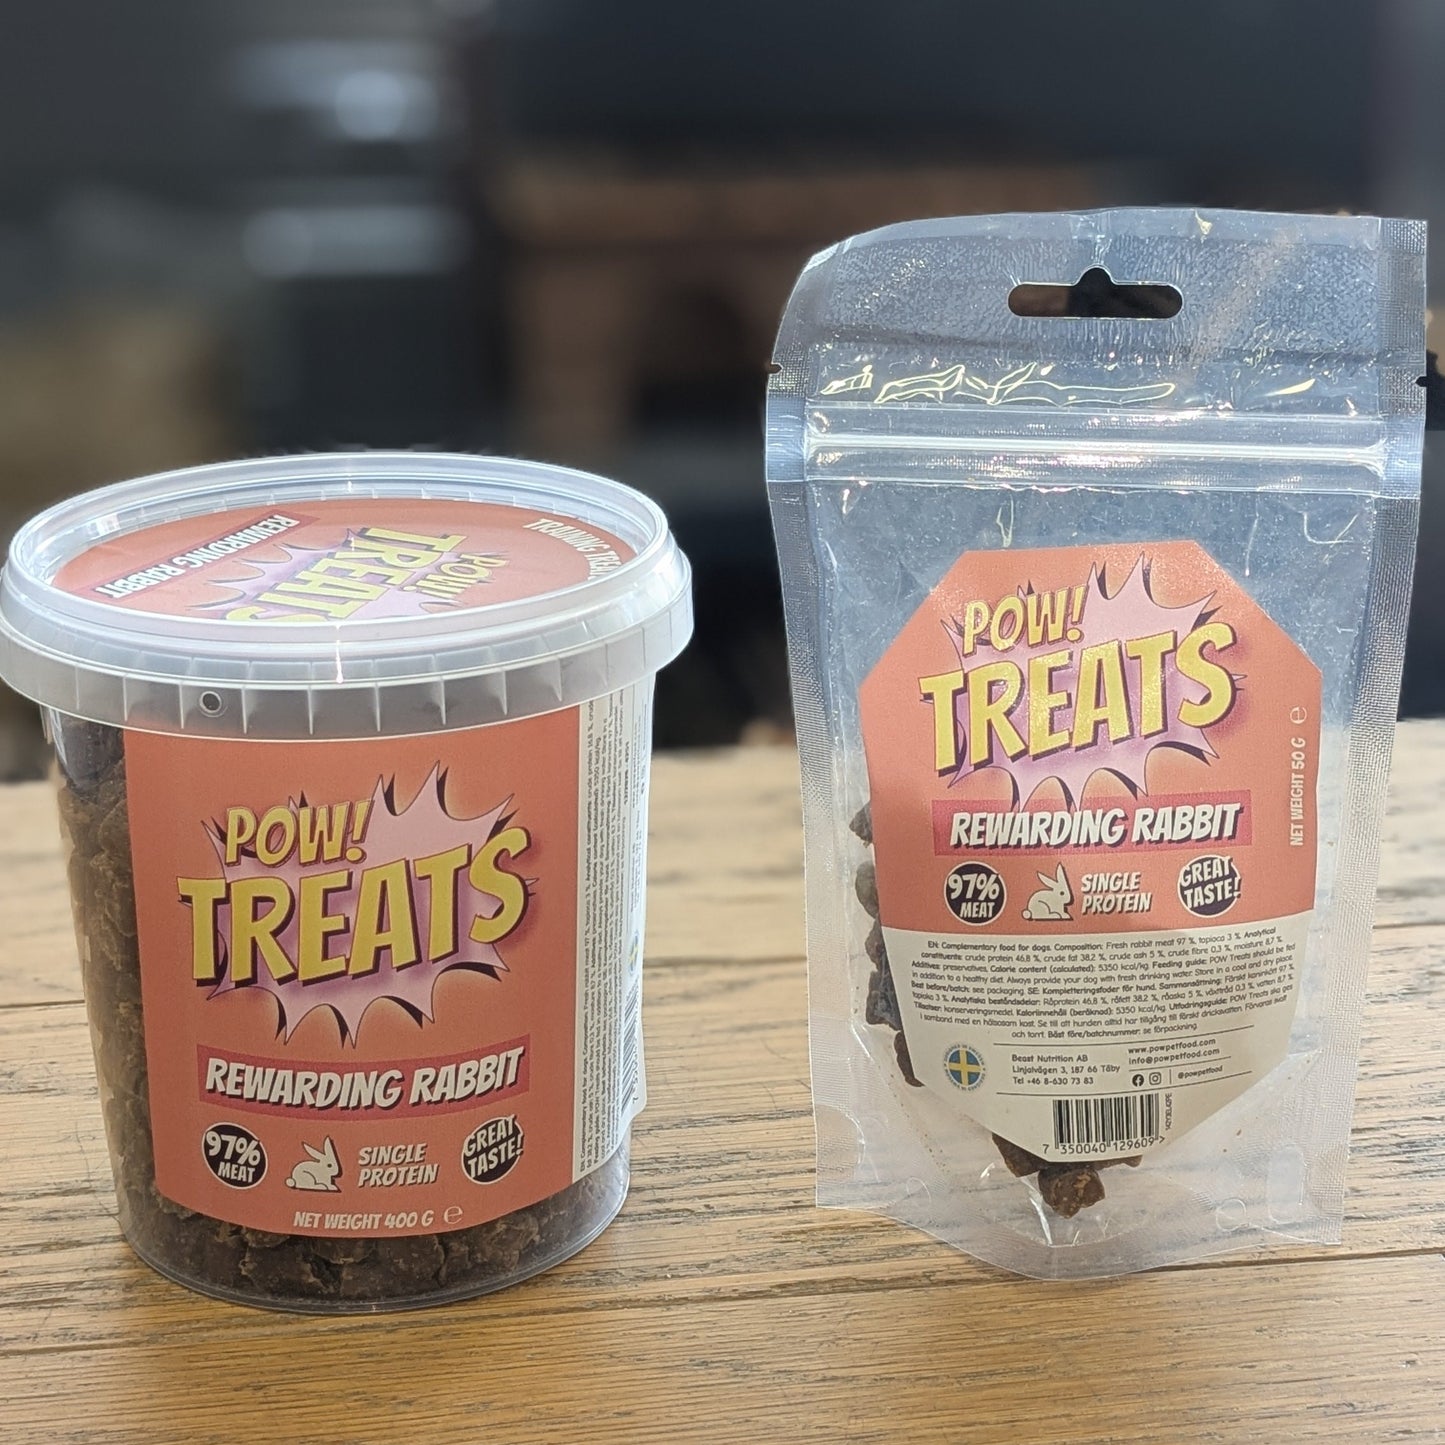 REWARDING RABBIT
POW!
TREATS
TRAINING TREATS
POW!
TREATS
REWARDING RABBIT
97%
MEAT
SINGLE
PROTEIN
GREAT
TASTE!
NET WEIGHT 400 G ℮
POW!
TREATS
REWARDING RABBIT
97%
MEAT
SINGLE
PROTEIN
GREAT
TASTE!
NET WEIGHT 50 G ℮
EN: Complementary food for dogs. Composition: Fresh rabbit meat 97 %, tapioca 3 %. Analytical
constituents: crude protein 46,8 %, crude fat 38,2 %, crude ash 5 %, crude fibre 0,3 %, moisture 8,7 %.
Additives: preservatives. Calorie content (calculated): 5350 kcal/kg. Feeding guide: POW Treats should be fed
in addition to a healthy diet. Always provide your dog with fresh drinking water. Store in a cool and dry place.
Best before/batch: see packaging. SE: Kompletteringsfoder för hund. Sammansättning: Färskt kaninkött 97 %,
tapioka 3 %. Analytiska beståndsdelar: Råprotein 46,8 %, råfett 38,2 %, råaska 5 %, växttråd 0,3 %, vatten 8,7 %.
Tillsatser: konserveringsmedel. Kaloriinnehåll (beräknad): 5350 kcal/kg. Utfodringsguide: POW Treats ska ges
i samband med en hälsosam kost. Se till att hunden alltid har tillgång till färskt dricksvatten. Förvaras svalt
och torrt. Bäst före/batchnummer: se förpackning.
Beast Nutrition AB
Linjalvägen 3, 187 66 Täby
Tel +46 8-630 73 83
www.powpetfood.com
info@powpetfood.com
@powpetfood
7 350040 129609 >